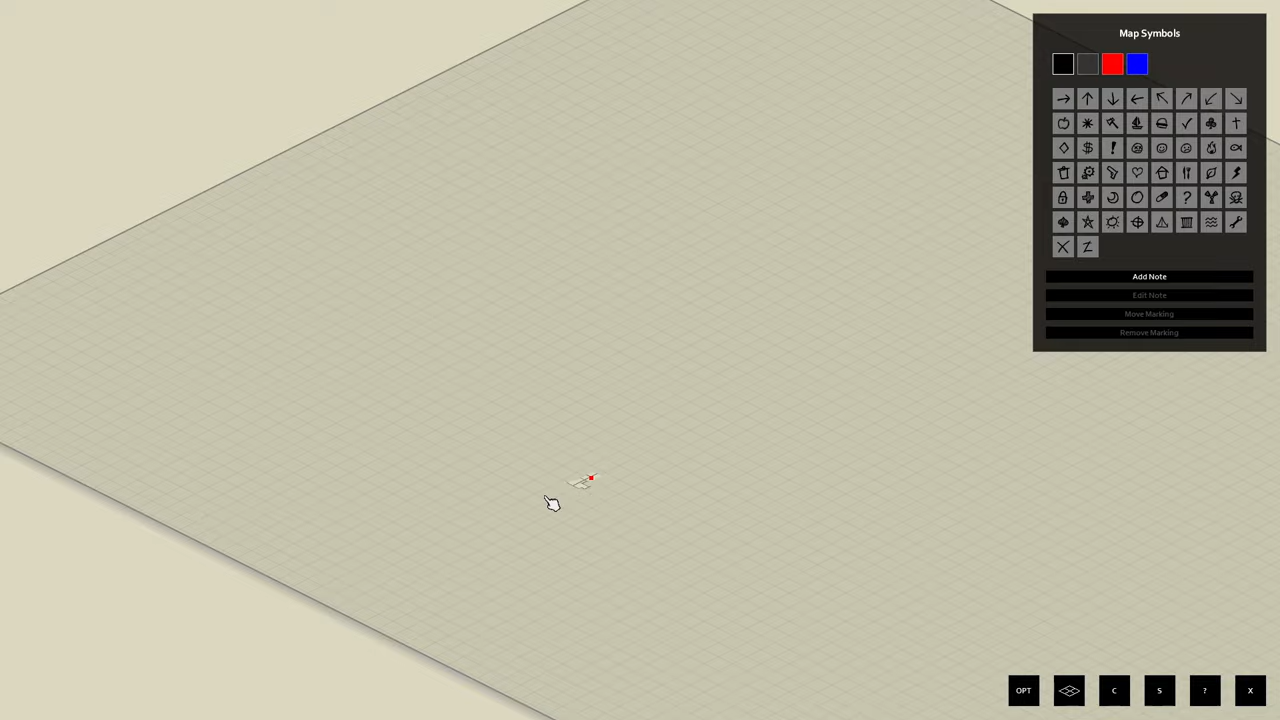 Map Symbols
Add Note
Edit Note
Move Marking
Remove Marking
OPT
C
S
?
X